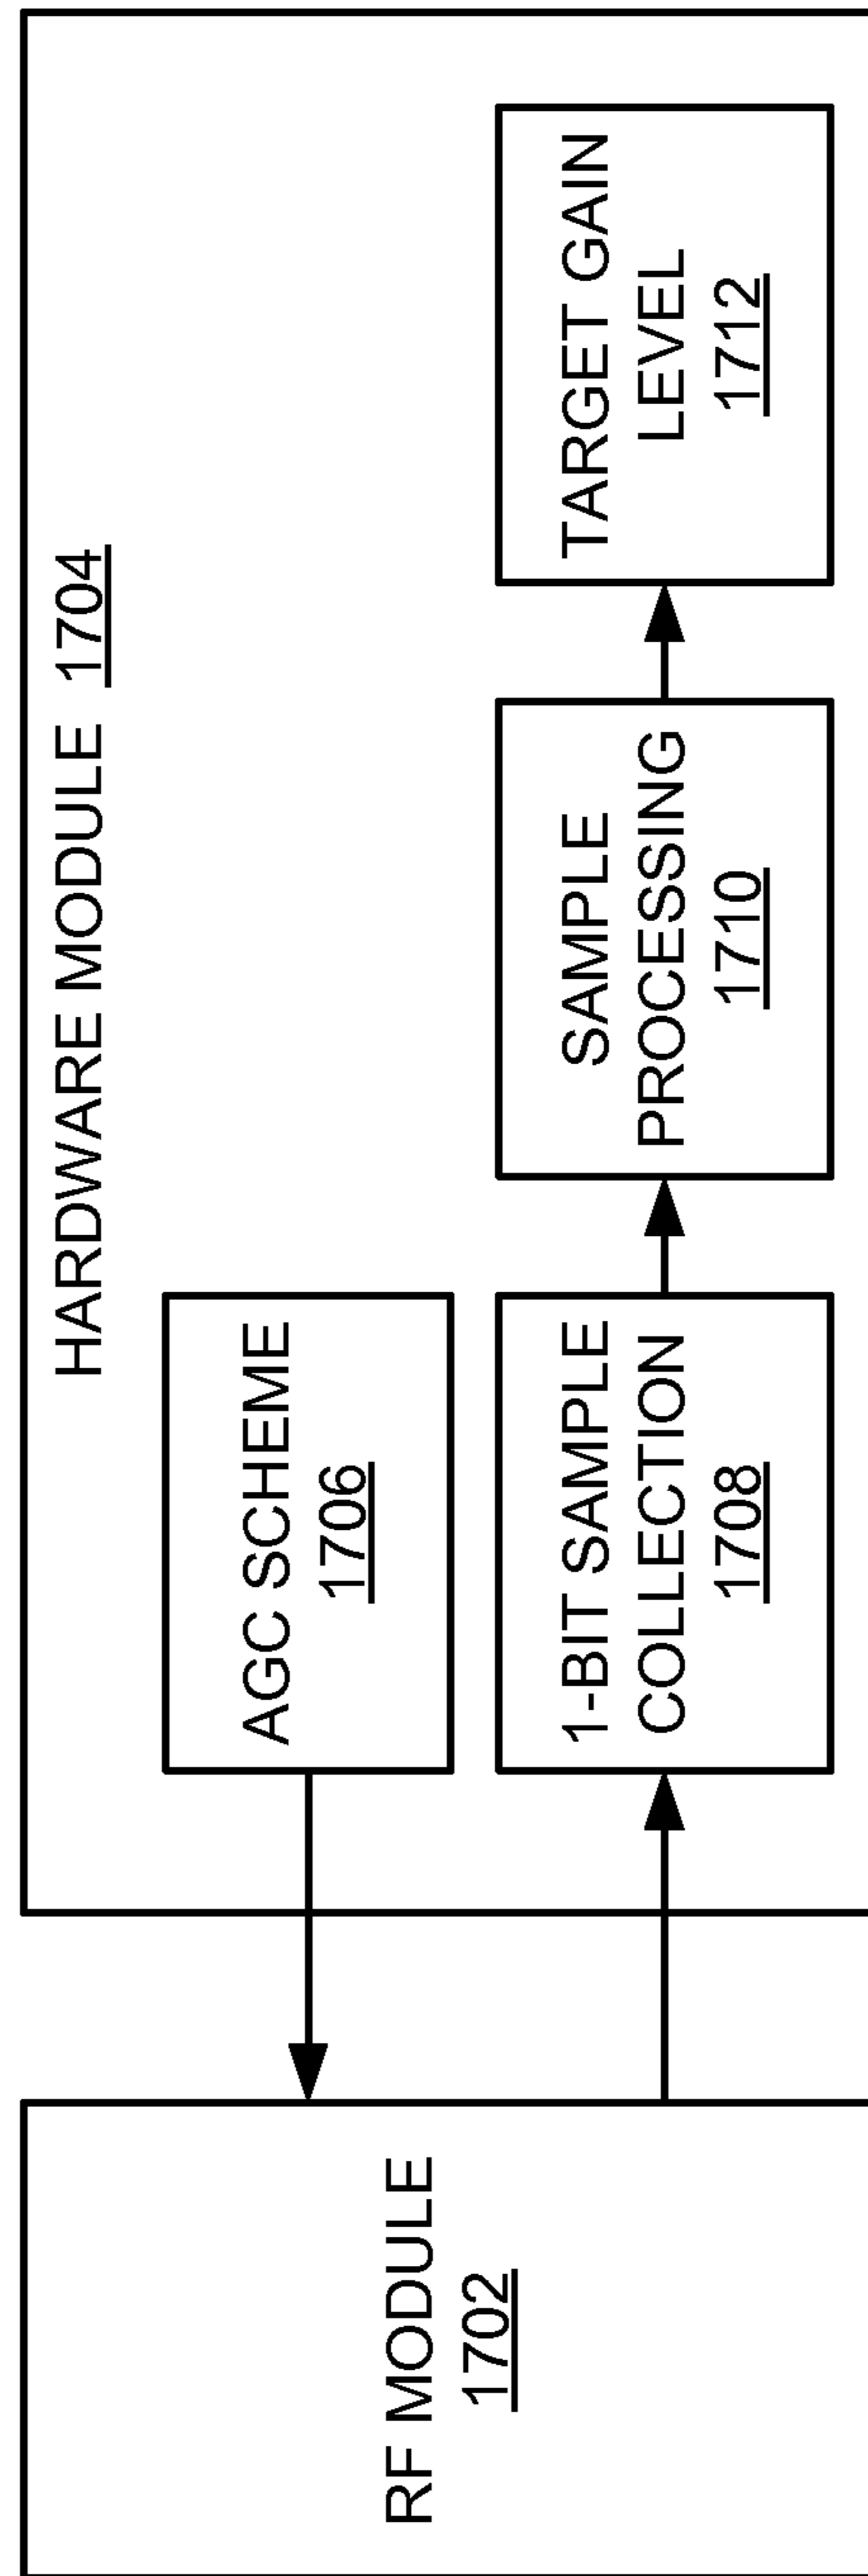 HARDWARE MODULE 1704
RF MODULE
1702
AGC SCHEME
1706
1-BIT SAMPLE
COLLECTION
1708
SAMPLE
PROCESSING
1710
TARGET GAIN
LEVEL
1712